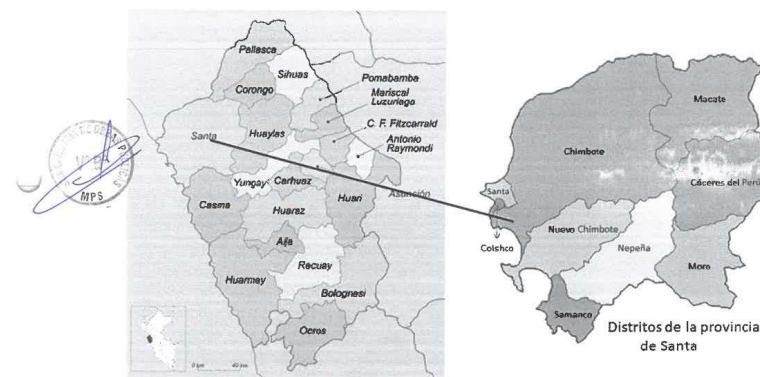 Pallasca
Sihuas
Corongo
Pomabamba
Mariscal
Luzuriaga
Santa
Huaylas
C. F. Fitzcarrald
Antonio
Raymondi
Yungay
Carhuaz
Casma
Huari
Asunción
Huaraz
Aija
Recuay
Huarmey
Bolognesi
Ocros
0 km
MPS
Macate
Chimbote
Cáceres del Perú
Santa
Nuevo Chimbote
Coishco
Nepeña
Moro
Samanco
Distritos de la provincia
de Santa